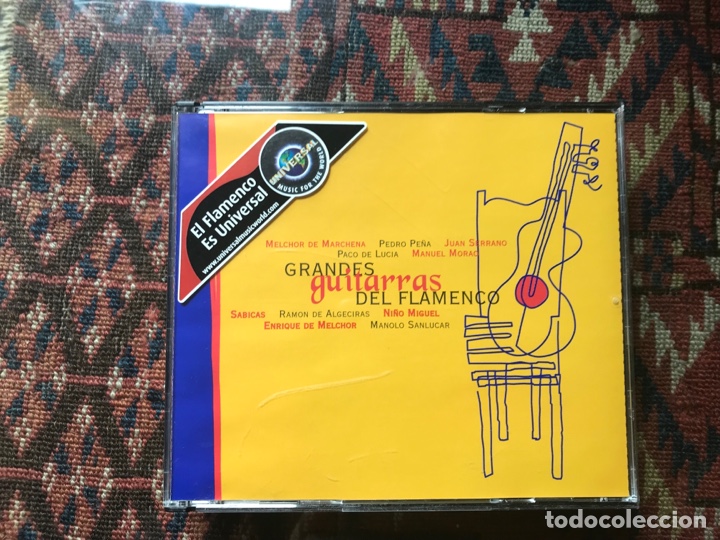 El Flamenco
Es Universal
www.universalmusicworld.com
UNIVERSAL
MUSIC FOR THE WORLD
MELCHOR DE MARCHENA PEDRO PEÑA JUAN SERRANO
PACO DE LUCIA MANUEL MORAO
GRANDES
guitarras
DEL FLAMENCO
SABICAS RAMON DE ALGECIRAS NIÑO MIGUEL
ENRIQUE DE MELCHOR MANOLO SANLUCAR
todocoleccion.net